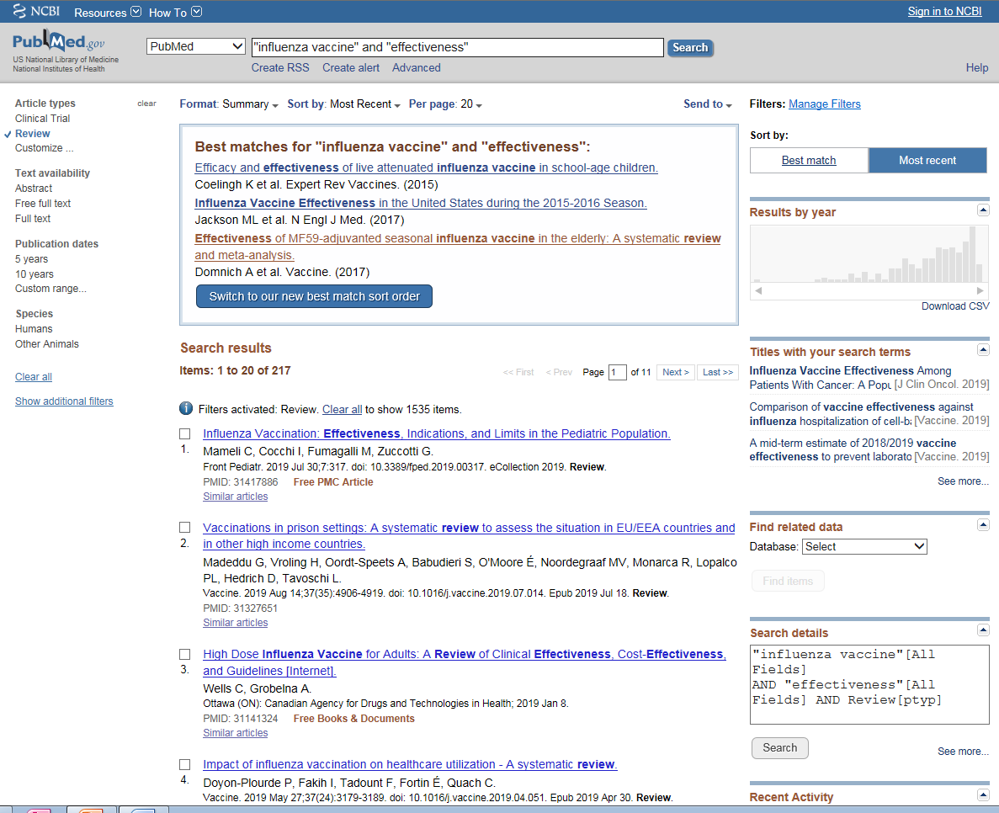 NCBI Resources How To Sign in to NCBI
PubMed.gov
US National Library of Medicine
National Institutes of Health
PubMed "influenza vaccine" and "effectiveness" Search
Create RSS Create alert Advanced Help
Article types clear
Clinical Trial
Review
Customize ...
Text availability
Abstract
Free full text
Full text
Publication dates
5 years
10 years
Custom range...
Species
Humans
Other Animals
Clear all
Show additional filters
Format: Summary Sort by: Most Recent Per page: 20 Send to
Best matches for "influenza vaccine" and "effectiveness":
Efficacy and effectiveness of live attenuated influenza vaccine in school-age children.
Coelingh K et al. Expert Rev Vaccines. (2015)
Influenza Vaccine Effectiveness in the United States during the 2015-2016 Season.
Jackson ML et al. N Engl J Med. (2017)
Effectiveness of MF59-adjuvanted seasonal influenza vaccine in the elderly: A systematic review
and meta-analysis.
Domnich A et al. Vaccine. (2017)
Switch to our new best match sort order
Search results
Items: 1 to 20 of 217
<< First < Prev Page 1 of 11 Next > Last >>
Filters activated: Review. Clear all to show 1535 items.
Influenza Vaccination: Effectiveness, Indications, and Limits in the Pediatric Population.
1. Mameli C, Cocchi I, Fumagalli M, Zuccotti G.
Front Pediatr. 2019 Jul 30;7:317. doi: 10.3389/fped.2019.00317. eCollection 2019. Review.
PMID: 31417886 Free PMC Article
Similar articles
Vaccinations in prison settings: A systematic review to assess the situation in EU/EEA countries and
2. in other high income countries.
Madeddu G, Vroling H, Oordt-Speets A, Babudieri S, O'Moore É, Noordegraaf MV, Monarca R, Lopalco
PL, Hedrich D, Tavoschi L.
Vaccine. 2019 Aug 14;37(35):4906-4919. doi: 10.1016/j.vaccine.2019.07.014. Epub 2019 Jul 18. Review.
PMID: 31327651
Similar articles
High Dose Influenza Vaccine for Adults: A Review of Clinical Effectiveness, Cost-Effectiveness,
3. and Guidelines [Internet].
Wells C, Grobelna A.
Ottawa (ON): Canadian Agency for Drugs and Technologies in Health; 2019 Jan 8.
PMID: 31141324 Free Books & Documents
Similar articles
Impact of influenza vaccination on healthcare utilization - A systematic review.
4. Doyon-Plourde P, Fakih I, Tadount F, Fortin É, Quach C.
Vaccine. 2019 May 27;37(24):3179-3189. doi: 10.1016/j.vaccine.2019.04.051. Epub 2019 Apr 30. Review.
Filters: Manage Filters
Sort by:
Best match Most recent
Results by year
Download CSV
Titles with your search terms
Influenza Vaccine Effectiveness Among
Patients With Cancer: A Popu [J Clin Oncol. 2019]
Comparison of vaccine effectiveness against
influenza hospitalization of cell-ba [Vaccine. 2019]
A mid-term estimate of 2018/2019 vaccine
effectiveness to prevent laborato [Vaccine. 2019]
See more...
Find related data
Database: Select
Find items
Search details
"influenza vaccine"[All
Fields]
AND "effectiveness"[All
Fields] AND Review[ptyp]
Search See more...
Recent Activity